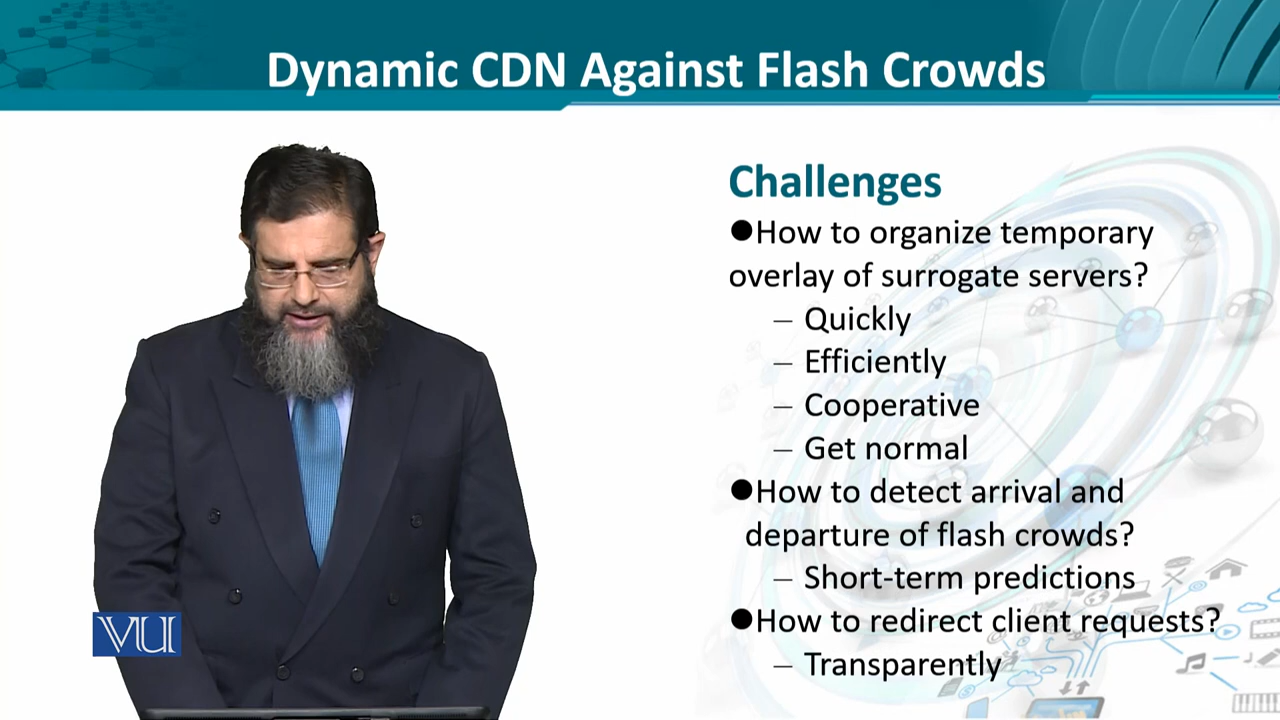 Dynamic CDN Against Flash Crowds
Challenges
●How to organize temporary
overlay of surrogate servers?
– Quickly
– Efficiently
– Cooperative
– Get normal
●How to detect arrival and
departure of flash crowds?
– Short-term predictions
●How to redirect client requests?
– Transparently
VU